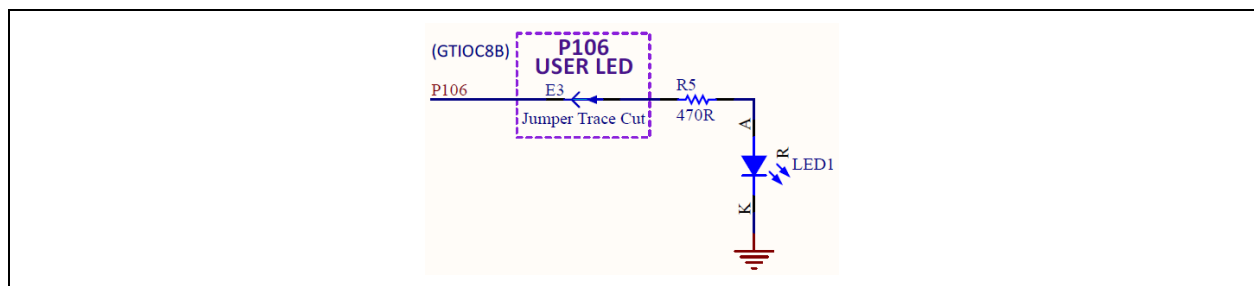 (GTIOC8B)
P106
USER LED
P106
E3
Jumper Trace Cut
R5
470R
A
R
LED1
K